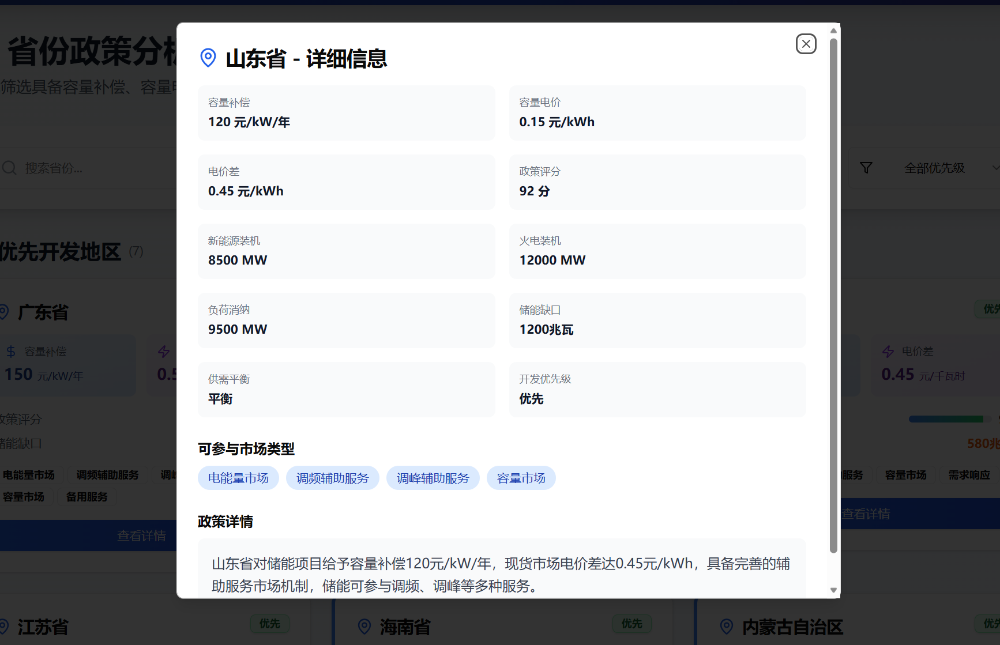 省份政策分析
筛选具备容量补偿、容量电
搜索省份...
全部优先级
优先开发地区 (7)
广东省
容量补偿
150 元/kW/年
0.5
政策评分
储能缺口
电能量市场
调频辅助服务
调峰
容量市场
备用服务
查看详情
优先
电价差
0.45 元/千瓦时
580兆
服务
容量市场
需求响应
查看详情
江苏省
优先
海南省
优先
内蒙古自治区
优先
山东省 - 详细信息
容量补偿
120 元/kW/年
容量电价
0.15 元/kWh
电价差
0.45 元/kWh
政策评分
92 分
新能源装机
8500 MW
火电装机
12000 MW
负荷消纳
9500 MW
储能缺口
1200兆瓦
供需平衡
平衡
开发优先级
优先
可参与市场类型
电能量市场
调频辅助服务
调峰辅助服务
容量市场
政策详情
山东省对储能项目给予容量补偿120元/kW/年，现货市场电价差达0.45元/kWh，具备完善的辅
助服务市场机制，储能可参与调频、调峰等多种服务。